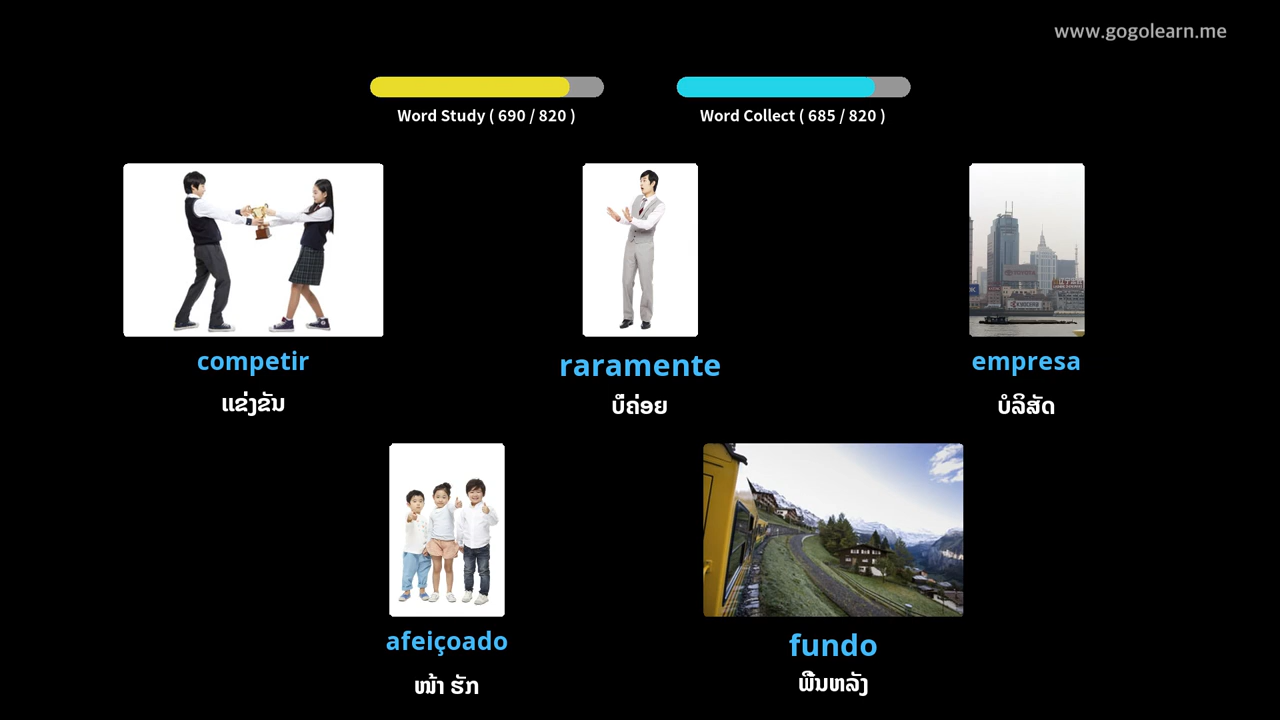 www.gogolearn.me
Word Study ( 690 / 820 )
Word Collect ( 685 / 820 )
competir
ແຂ່ງຂັນ
raramente
ບໍ່ຄ່ອຍ
empresa
ບໍລິສັດ
TOYOTA
afeiçoado
ໜ້າ ຮັກ
fundo
ພື້ນຫລັງ